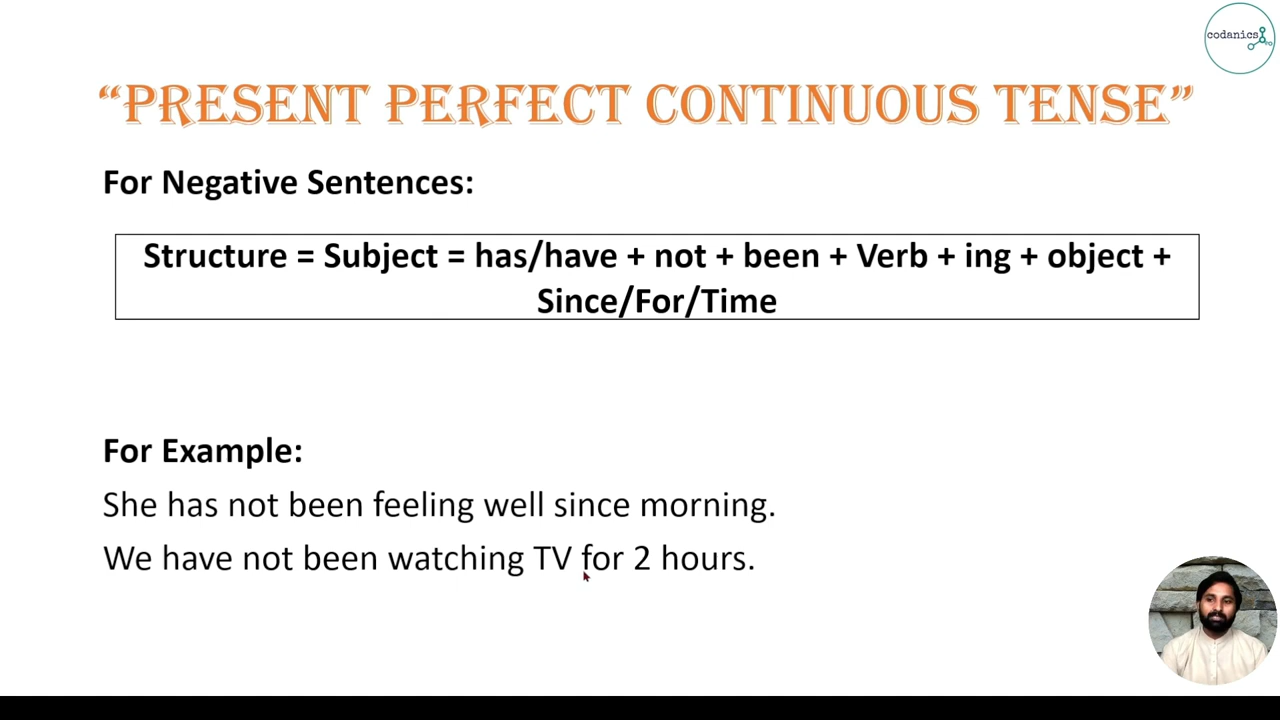 codanics
“PRESENT PERFECT CONTINUOUS TENSE”
For Negative Sentences:
Structure = Subject = has/have + not + been + Verb + ing + object +
Since/For/Time
For Example:
She has not been feeling well since morning.
We have not been watching TV for 2 hours.